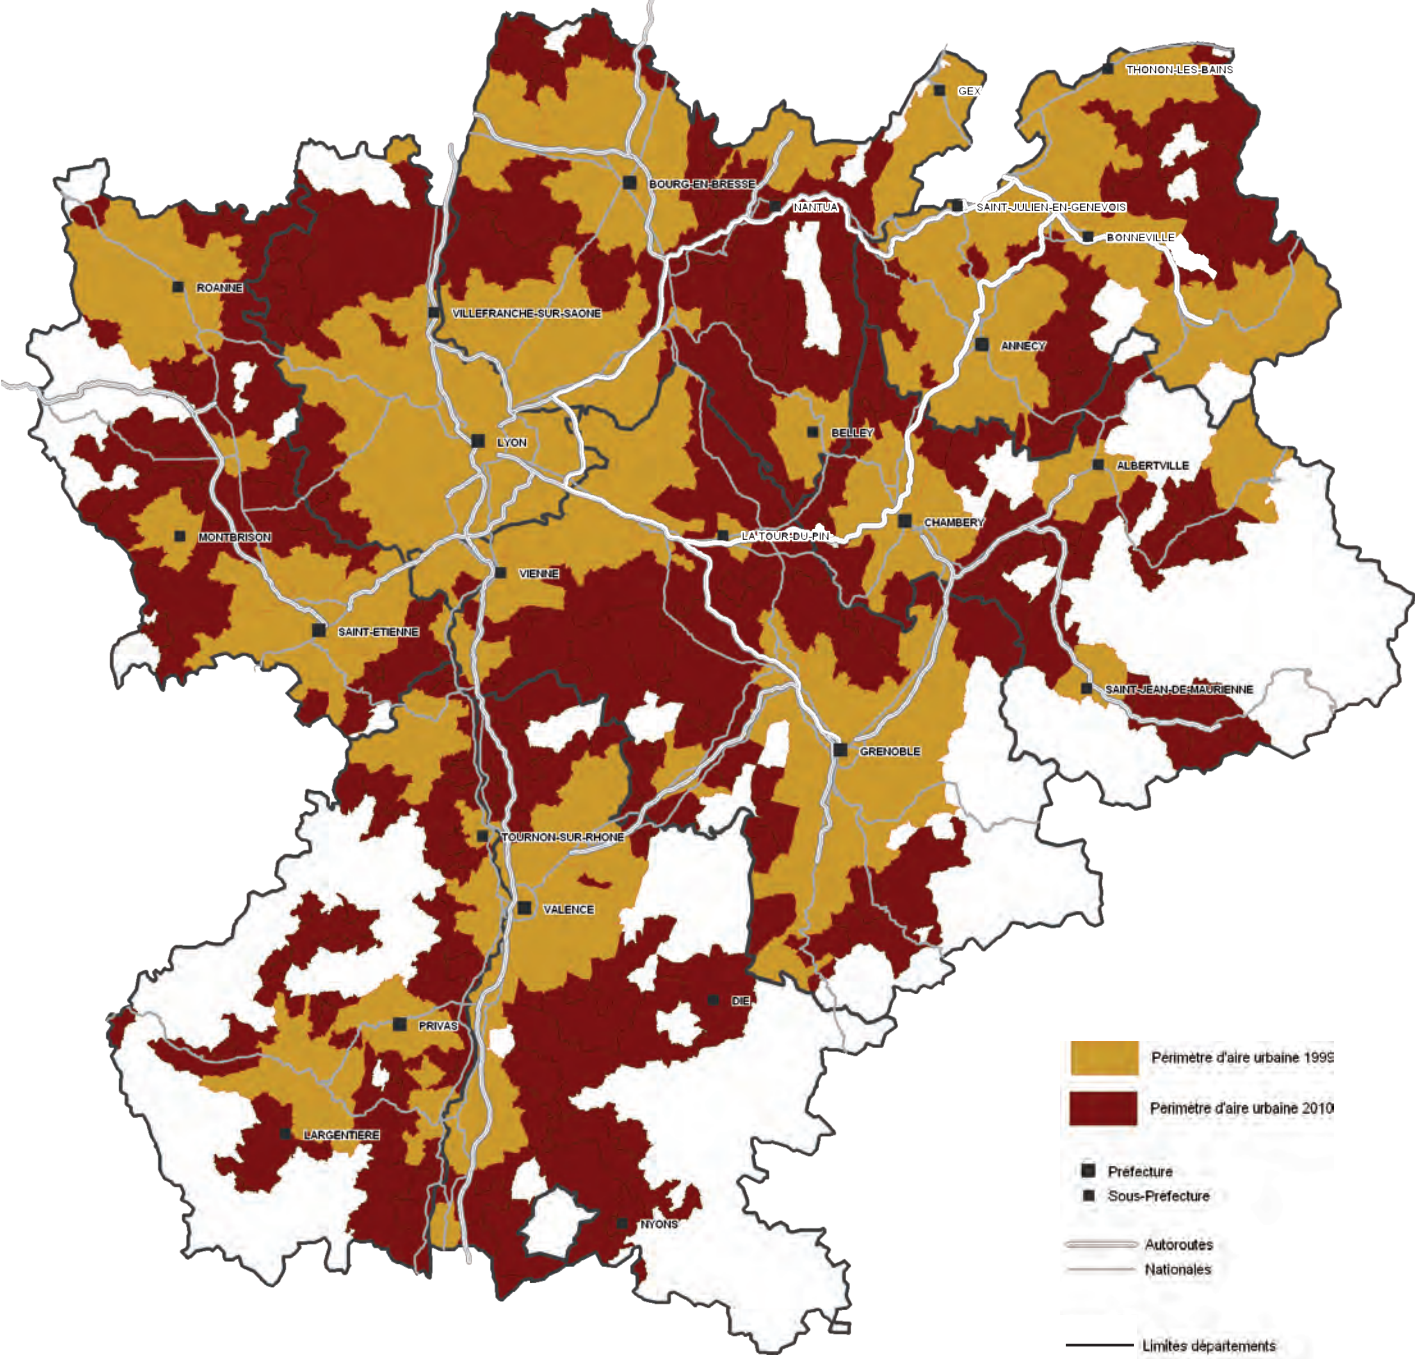 THONON-LES-BAINS
GEX
BOURG-EN-BRESSE
NANTUA
SAINT-JULIEN-EN-GENEVOIS
BONNEVILLE
ROANNE
VILLEFRANCHE-SUR-SAONE
ANNECY
BELLEY
LYON
ALBERTVILLE
CHAMBERY
MONTBRISON
LA TOUR-DU-PIN
VIENNE
SAINT-ETIENNE
SAINT-JEAN-DE-MAURIENNE
GRENOBLE
TOURNON-SUR-RHONE
VALENCE
DIE
PRIVAS
LARGENTIERE
NYONS
Périmètre d'aire urbaine 1999
Périmètre d'aire urbaine 2010
Préfecture
Sous-Préfecture
Autoroutes
Nationales
Limites départements